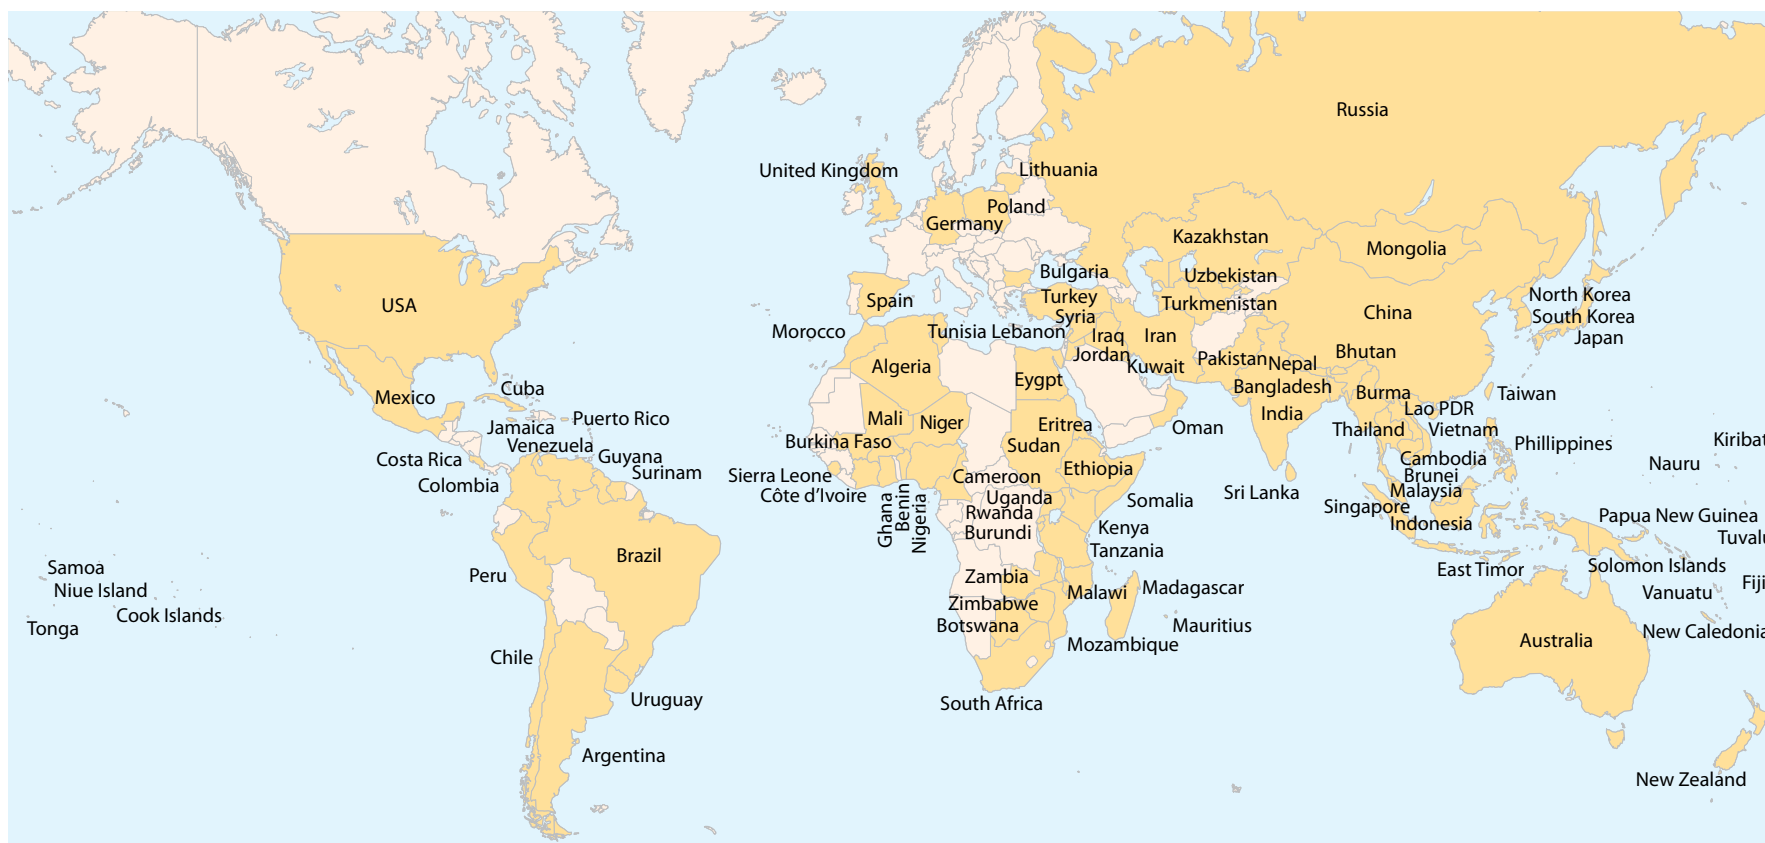 Russia
United Kingdom
Lithuania
Poland
Germany
Kazakhstan
Mongolia
Bulgaria
Uzbekistan
USA
Spain
Turkey
Turkmenistan
North Korea
China
South Korea
Syria
Morocco
Tunisia
Lebanon
Iraq
Iran
Japan
Jordan
Kuwait
Pakistan
Nepal
Bhutan
Algeria
Eygpt
Bangladesh
Mexico
Cuba
Burma
Taiwan
India
Lao PDR
Jamaica
Puerto Rico
Mali
Niger
Eritrea
Oman
Thailand
Vietnam
Venezuela
Burkina Faso
Sudan
Phillippines
Kiribat
Costa Rica
Guyana
Surinam
Ethiopia
Cambodia
Nauru
Colombia
Sierra Leone
Cameroon
Brunei
Côte d’Ivoire
Uganda
Somalia
Sri Lanka
Malaysia
Ghana
Benin
Nigeria
Rwanda
Singapore
Papua New Guinea
Burundi
Kenya
Indonesia
Tuvalu
Brazil
Tanzania
Samoa
Peru
Zambia
East Timor
Solomon Islands
Niue Island
Malawi
Madagascar
Vanuatu
Fiji
Cook Islands
Zimbabwe
Tonga
Botswana
Mauritius
New Caledonia
Chile
Mozambique
Australia
Uruguay
South Africa
Argentina
New Zealand